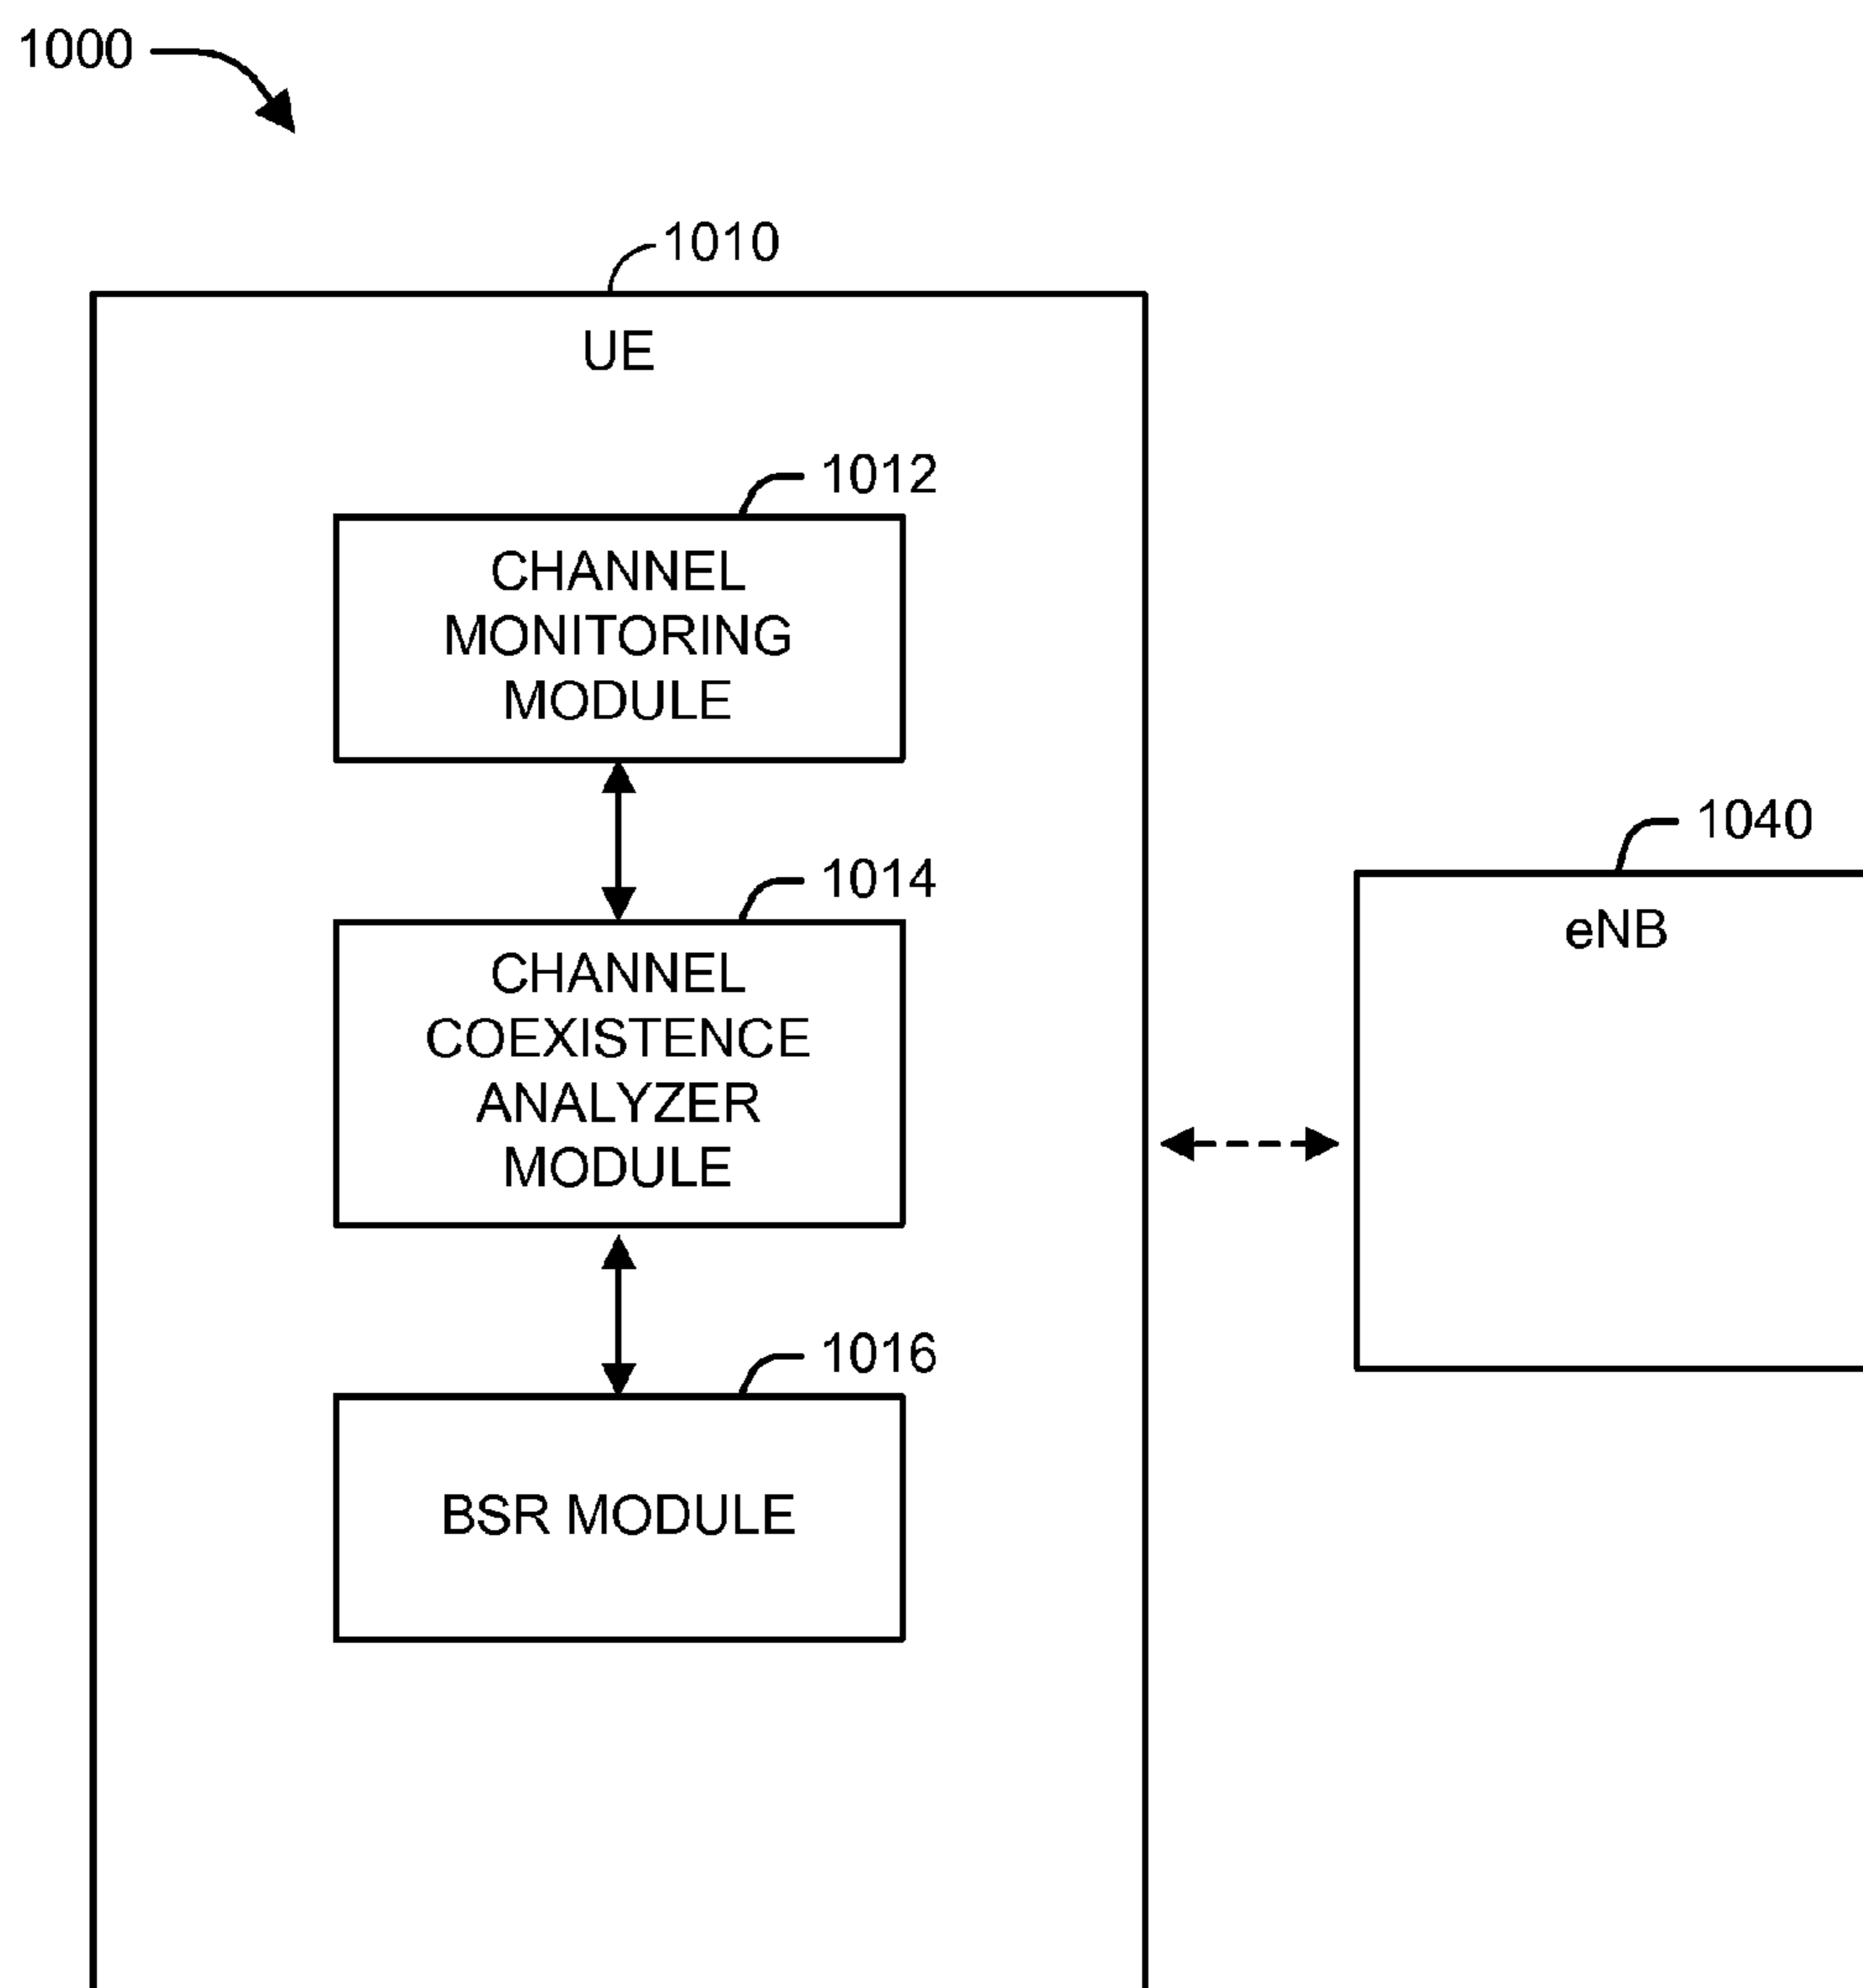 1000
1010
UE
1012
CHANNEL
MONITORING
MODULE
1014
CHANNEL
COEXISTENCE
ANALYZER
MODULE
1016
BSR MODULE
1040
eNB